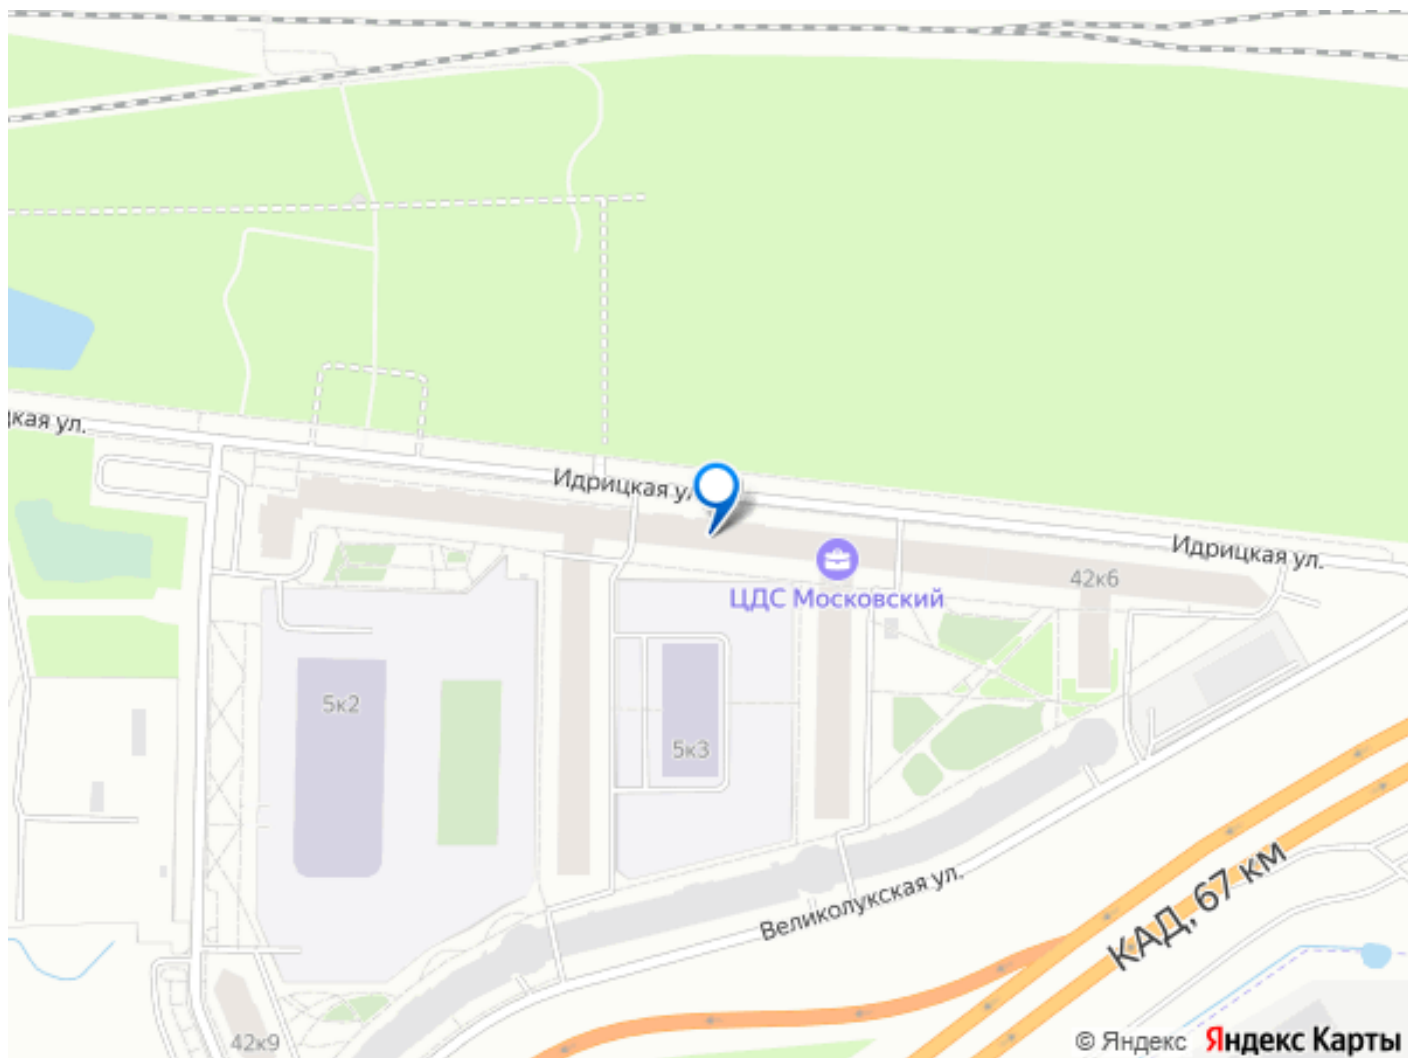 цкая ул.
Идрицкая ул.
Идрицкая ул.
42к6
ЦДС Московский
5к2
5к3
Великолукская ул.
КАД, 67 км
42к9
© Яндекс Яндекс Карты